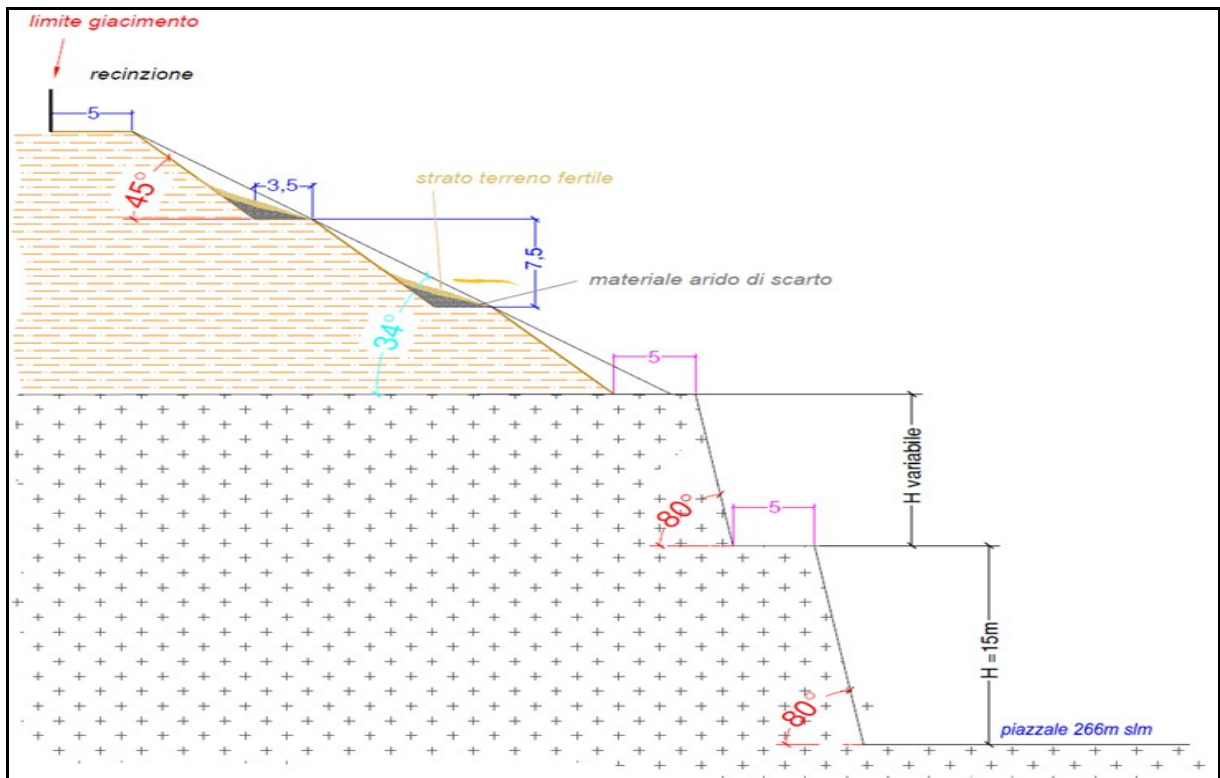 limite giacimento
recinzione
5
45°
3,5
strato terreno fertile
7,5
materiale arido di scarto
34°
5
H variabile
80°
5
H =15m
80°
piazzale 266m slm